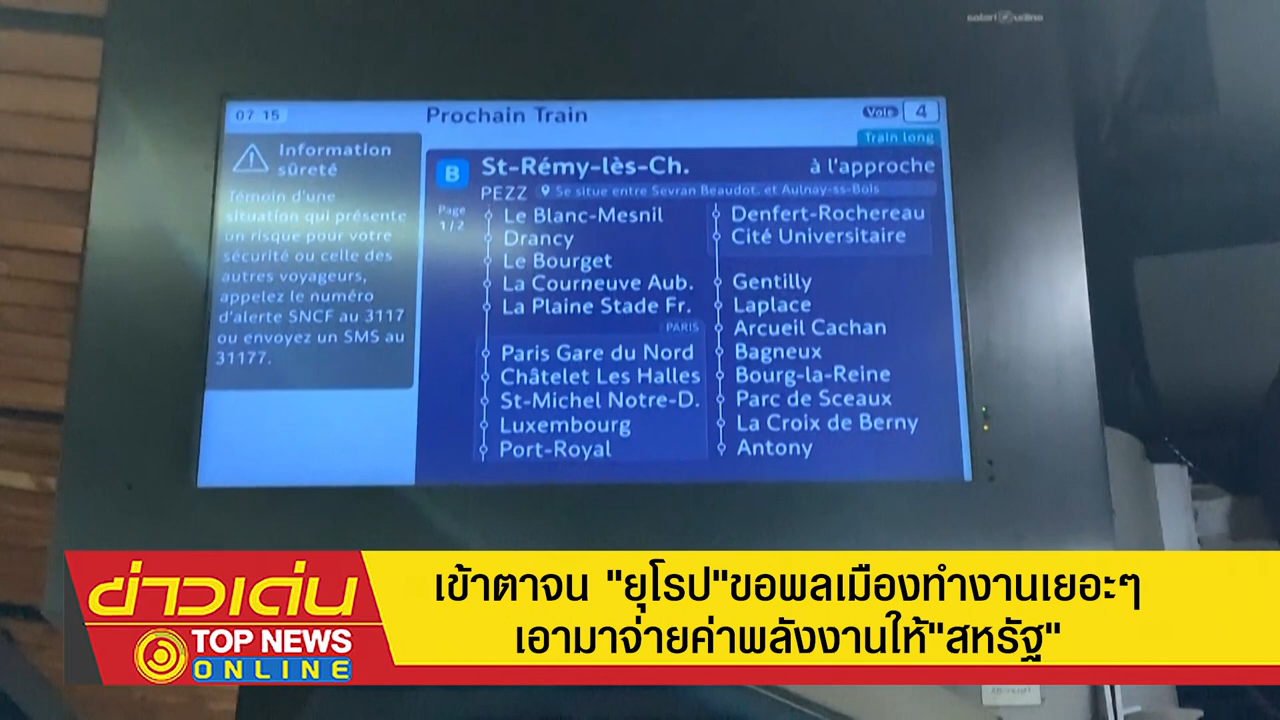 07 15
Prochain Train
Voie 4
Train long
Information
sûreté
Témoin d'une
situation qui présente
un risque pour votre
sécurité ou celle des
autres voyageurs,
appelez le numéro
d'alerte SNCF au 3117
ou envoyez un SMS au
31177.
B St-Rémy-lès-Ch. à l'approche
PEZZ Se situe entre Sevran Beaudot. et Aulnay-ss-Bois
Page
1/2
Le Blanc-Mesnil
Drancy
Le Bourget
La Courneuve Aub.
La Plaine Stade Fr.
PARIS
Paris Gare du Nord
Châtelet Les Halles
St-Michel Notre-D.
Luxembourg
Port-Royal
Denfert-Rochereau
Cité Universitaire
Gentilly
Laplace
Arcueil Cachan
Bagneux
Bourg-la-Reine
Parc de Sceaux
La Croix de Berny
Antony
ข่าวเด่น
TOP NEWS
ONLINE
เข้าตาจน "ยุโรป"ขอพลเมืองทำงานเยอะๆ
เอามาจ่ายค่าพลังงานให้"สหรัฐ"